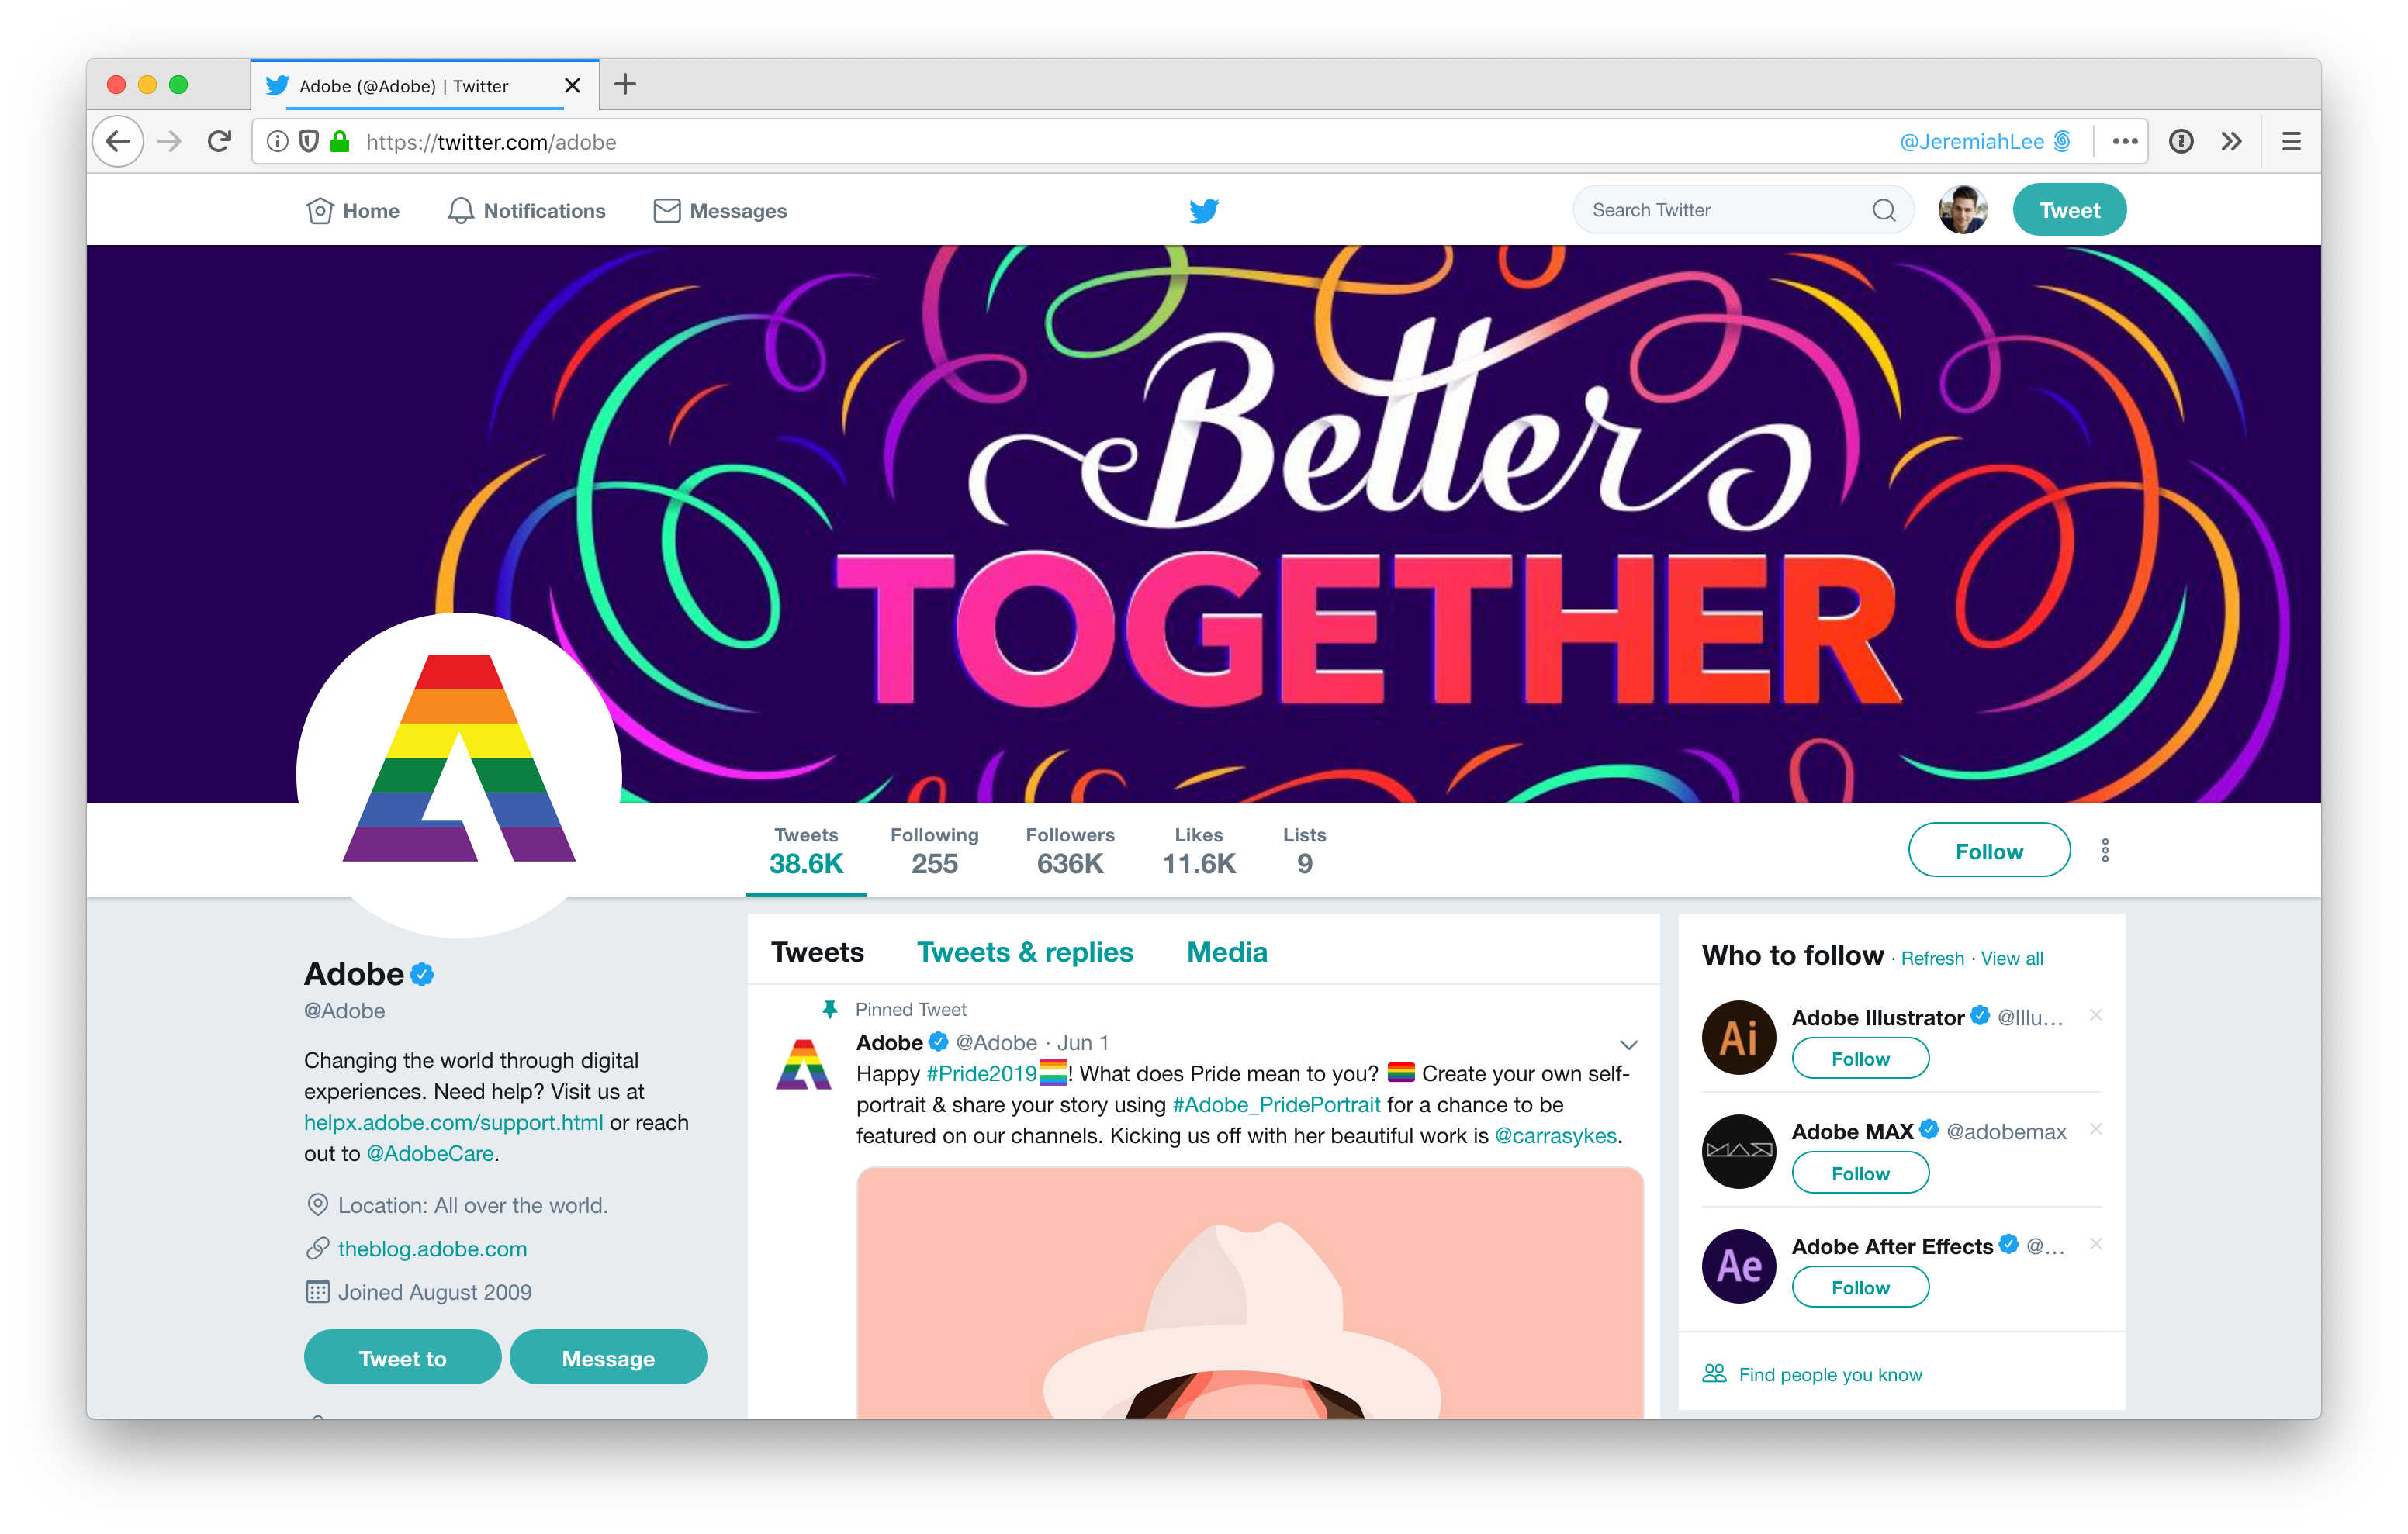 Adobe (@Adobe) | Twitter
https://twitter.com/adobe
@JeremiahLee
Home
Notifications
Messages
Search Twitter
Tweet
Better
TOGETHER
Tweets
38.6K
Following
255
Followers
636K
Likes
11.6K
Lists
9
Follow
Adobe
@Adobe
Changing the world through digital
experiences. Need help? Visit us at
helpx.adobe.com/support.html or reach
out to @AdobeCare.
Location: All over the world.
theblog.adobe.com
Joined August 2009
Tweet to
Message
Tweets
Tweets & replies
Media
Pinned Tweet
Adobe @Adobe · Jun 1
Happy #Pride2019! What does Pride mean to you? Create your own self-
portrait & share your story using #Adobe_PridePortrait for a chance to be
featured on our channels. Kicking us off with her beautiful work is @carrasykes.
Who to follow · Refresh · View all
Ai
Adobe Illustrator @Illu...
Follow
MAX
Adobe MAX @adobemax
Follow
Ae
Adobe After Effects @...
Follow
Find people you know